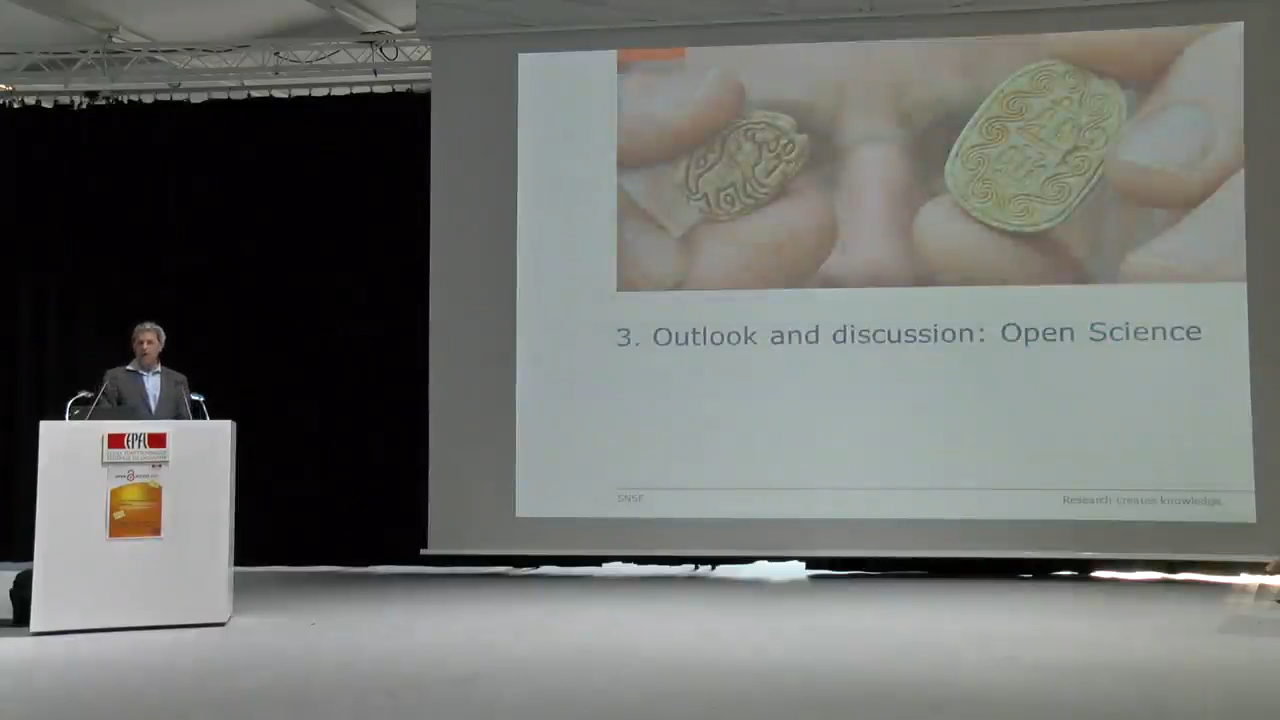 3. Outlook and discussion: Open Science
SNSF
Research creates knowledge.
EPFL